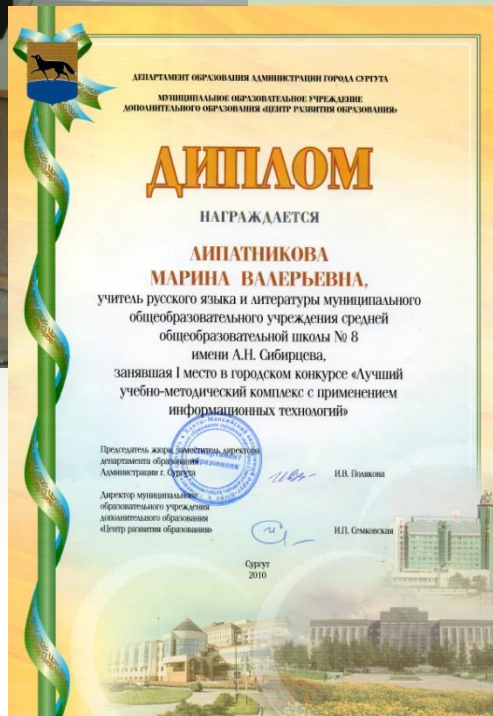 ДЕПАРТАМЕНТ ОБРАЗОВАНИЯ АДМИНИСТРАЦИИ ГОРОДА СУРГУТА
МУНИЦИПАЛЬНОЕ ОБРАЗОВАТЕЛЬНОЕ УЧРЕЖДЕНИЕ
ДОПОЛНИТЕЛЬНОГО ОБРАЗОВАНИЯ «ЦЕНТР РАЗВИТИЯ ОБРАЗОВАНИЯ»
ДИПЛОМ
НАГРАЖДАЕТСЯ
ЛИПАТНИКОВА
МАРИНА ВАЛЕРЬЕВНА,
учитель русского языка и литературы муниципального
общеобразовательного учреждения средней
общеобразовательной школы № 8
имени А.Н. Сибирцева,
занявшая I место в городском конкурсе «Лучший
учебно-методический комплекс с применением
информационных технологий»
Председатель жюри, заместитель директора
департамента образования
Администрации г. Сургута
И.В. Полякова
Директор муниципального
образовательного учреждения
дополнительного образования
«Центр развития образования»
И.П. Семковская
Сургут
2010